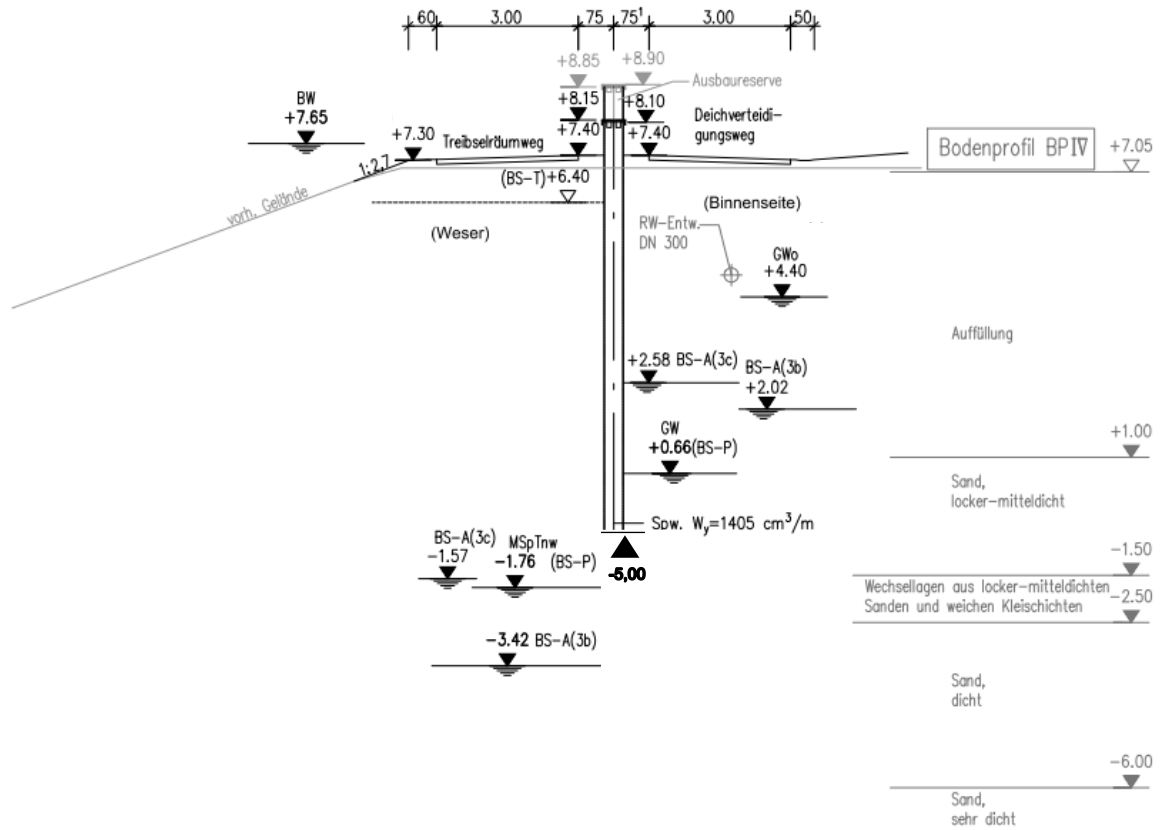 60 3.00 75 75¹ 3.00 50
+8.85 +8.90
Ausbaureserve
BW
+7.65
+8.15 +8.10
Deichverteidi-
gungsweg
+7.30 Treibselräumweg +7.40 +7.40
Bodenprofil BPIV +7.05
1:2,7
(BS-T)+6.40
vorh. Gelände
(Weser)
(Binnenseite)
RW-Entw.
DN 300
GWo
+4.40
Auffüllung
+2.58 BS-A(3c)
BS-A(3b)
+2.02
GW
+0.66(BS-P)
+1.00
Sand,
locker-mitteldicht
Spw. Wy=1405 cm³/m
-5,00
BS-A(3c)
-1.57
MSpTnw
-1.76 (BS-P)
-1.50
Wechsellagen aus locker-mitteldichten
Sanden und weichen Kleischichten
-2.50
-3.42 BS-A(3b)
Sand,
dicht
-6.00
Sand,
sehr dicht